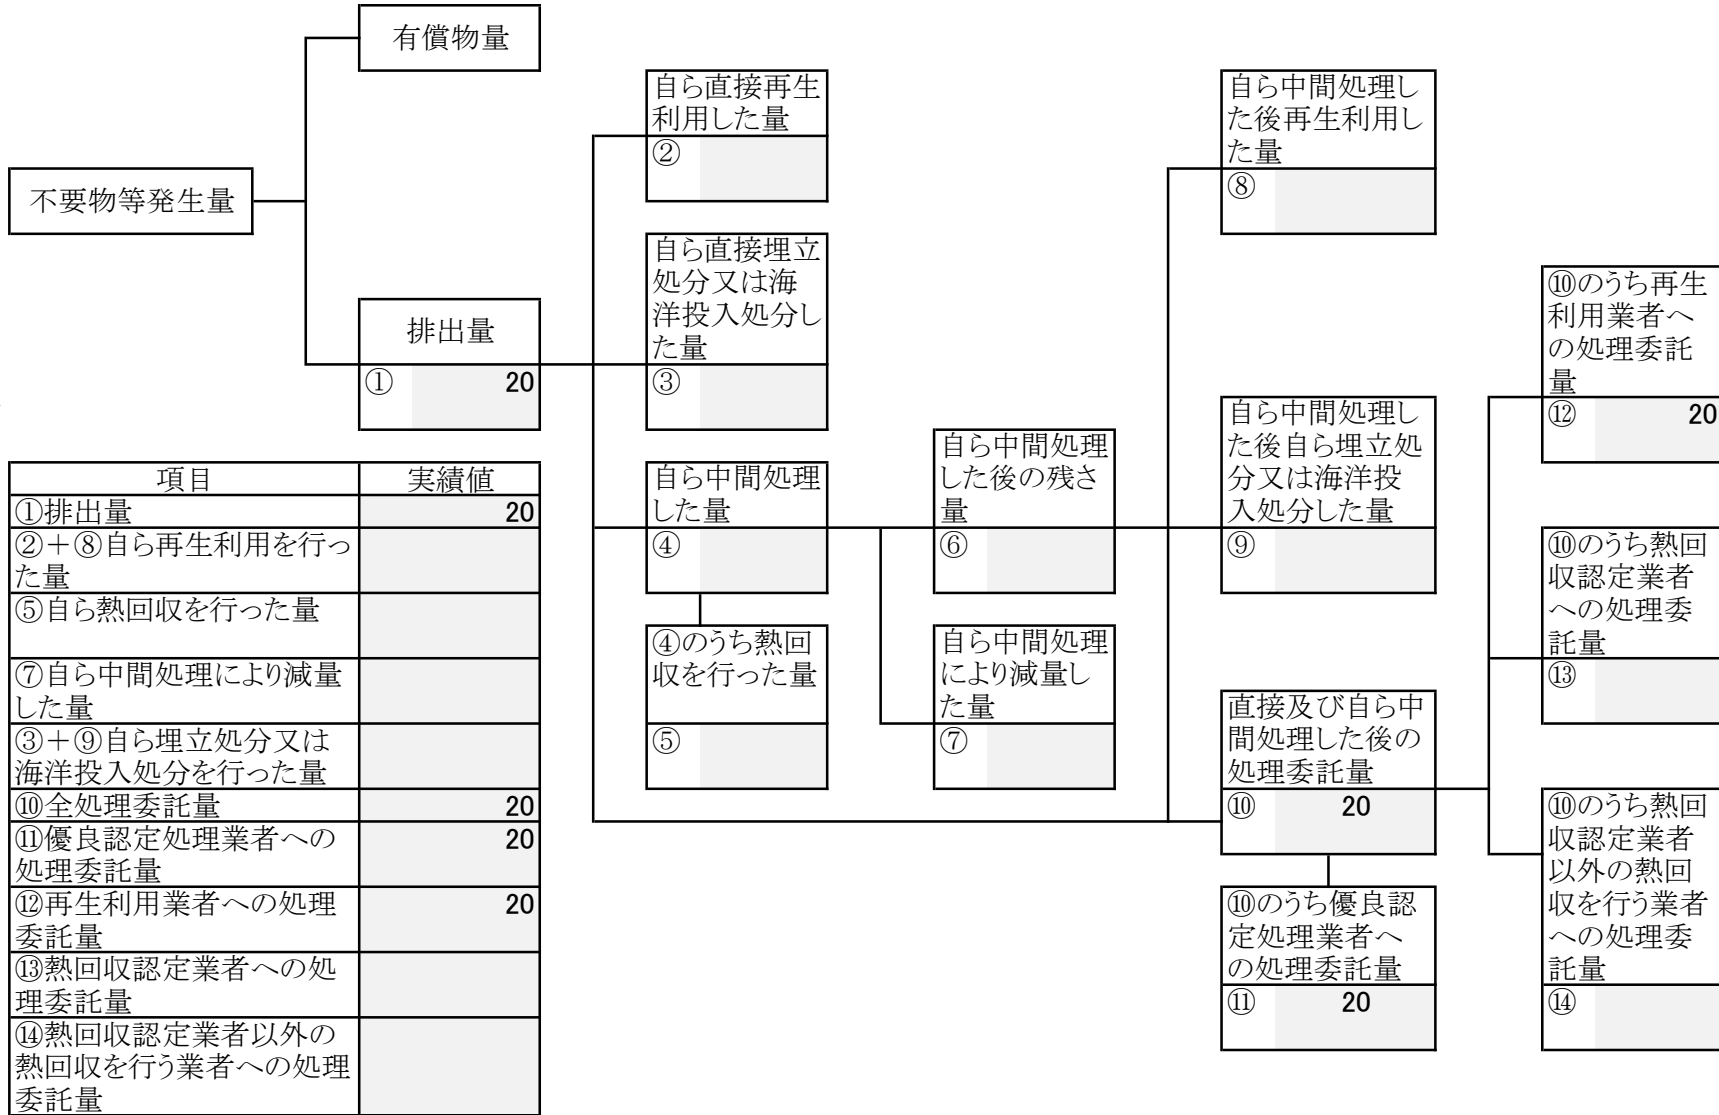 有償物量
不要物等発生量
排出量
① 20
自ら直接再生
利用した量
②
自ら直接埋立
処分又は海
洋投入処分し
た量
③
自ら中間処理
した量
④
④のうち熱回
収を行った量
⑤
自ら中間処理
した後の残さ
量
⑥
自ら中間処理
により減量し
た量
⑦
自ら中間処理し
た後再生利用し
た量
⑧
自ら中間処理し
た後自ら埋立処
分又は海洋投
入処分した量
⑨
直接及び自ら中
間処理した後の
処理委託量
⑩ 20
⑩のうち優良認
定処理業者へ
の処理委託量
⑪ 20
⑩のうち再生
利用業者へ
の処理委託
量
⑫ 20
⑩のうち熱回
収認定業者
への処理委
託量
⑬
⑩のうち熱回
収認定業者
以外の熱回
収を行う業者
への処理委
託量
⑭
項目 実績値
①排出量 20
②+⑧自ら再生利用を行っ
た量
⑤自ら熱回収を行った量
⑦自ら中間処理により減量
した量
③+⑨自ら埋立処分又は
海洋投入処分を行った量
⑩全処理委託量 20
⑪優良認定処理業者への 20
処理委託量
⑫再生利用業者への処理 20
委託量
⑬熱回収認定業者への処
理委託量
⑭熱回収認定業者以外の
熱回収を行う業者への処理
委託量